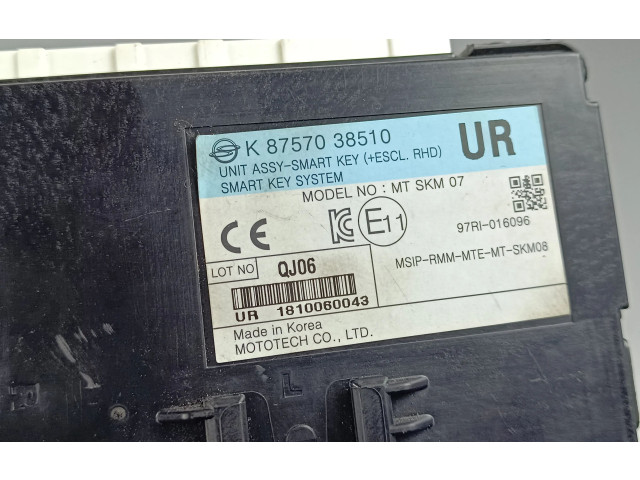 K 87570 38510
UNIT ASSY-SMART KEY (+ESCL. RHD)
SMART KEY SYSTEM
UR
MODEL NO : MT SKM 07
CE
E11
97RI-016096
LOT NO QJ06
MSIP-RMM-MTE-MT-SKM08
UR 1810060043
Made in Korea
MOTOTECH CO., LTD.
L